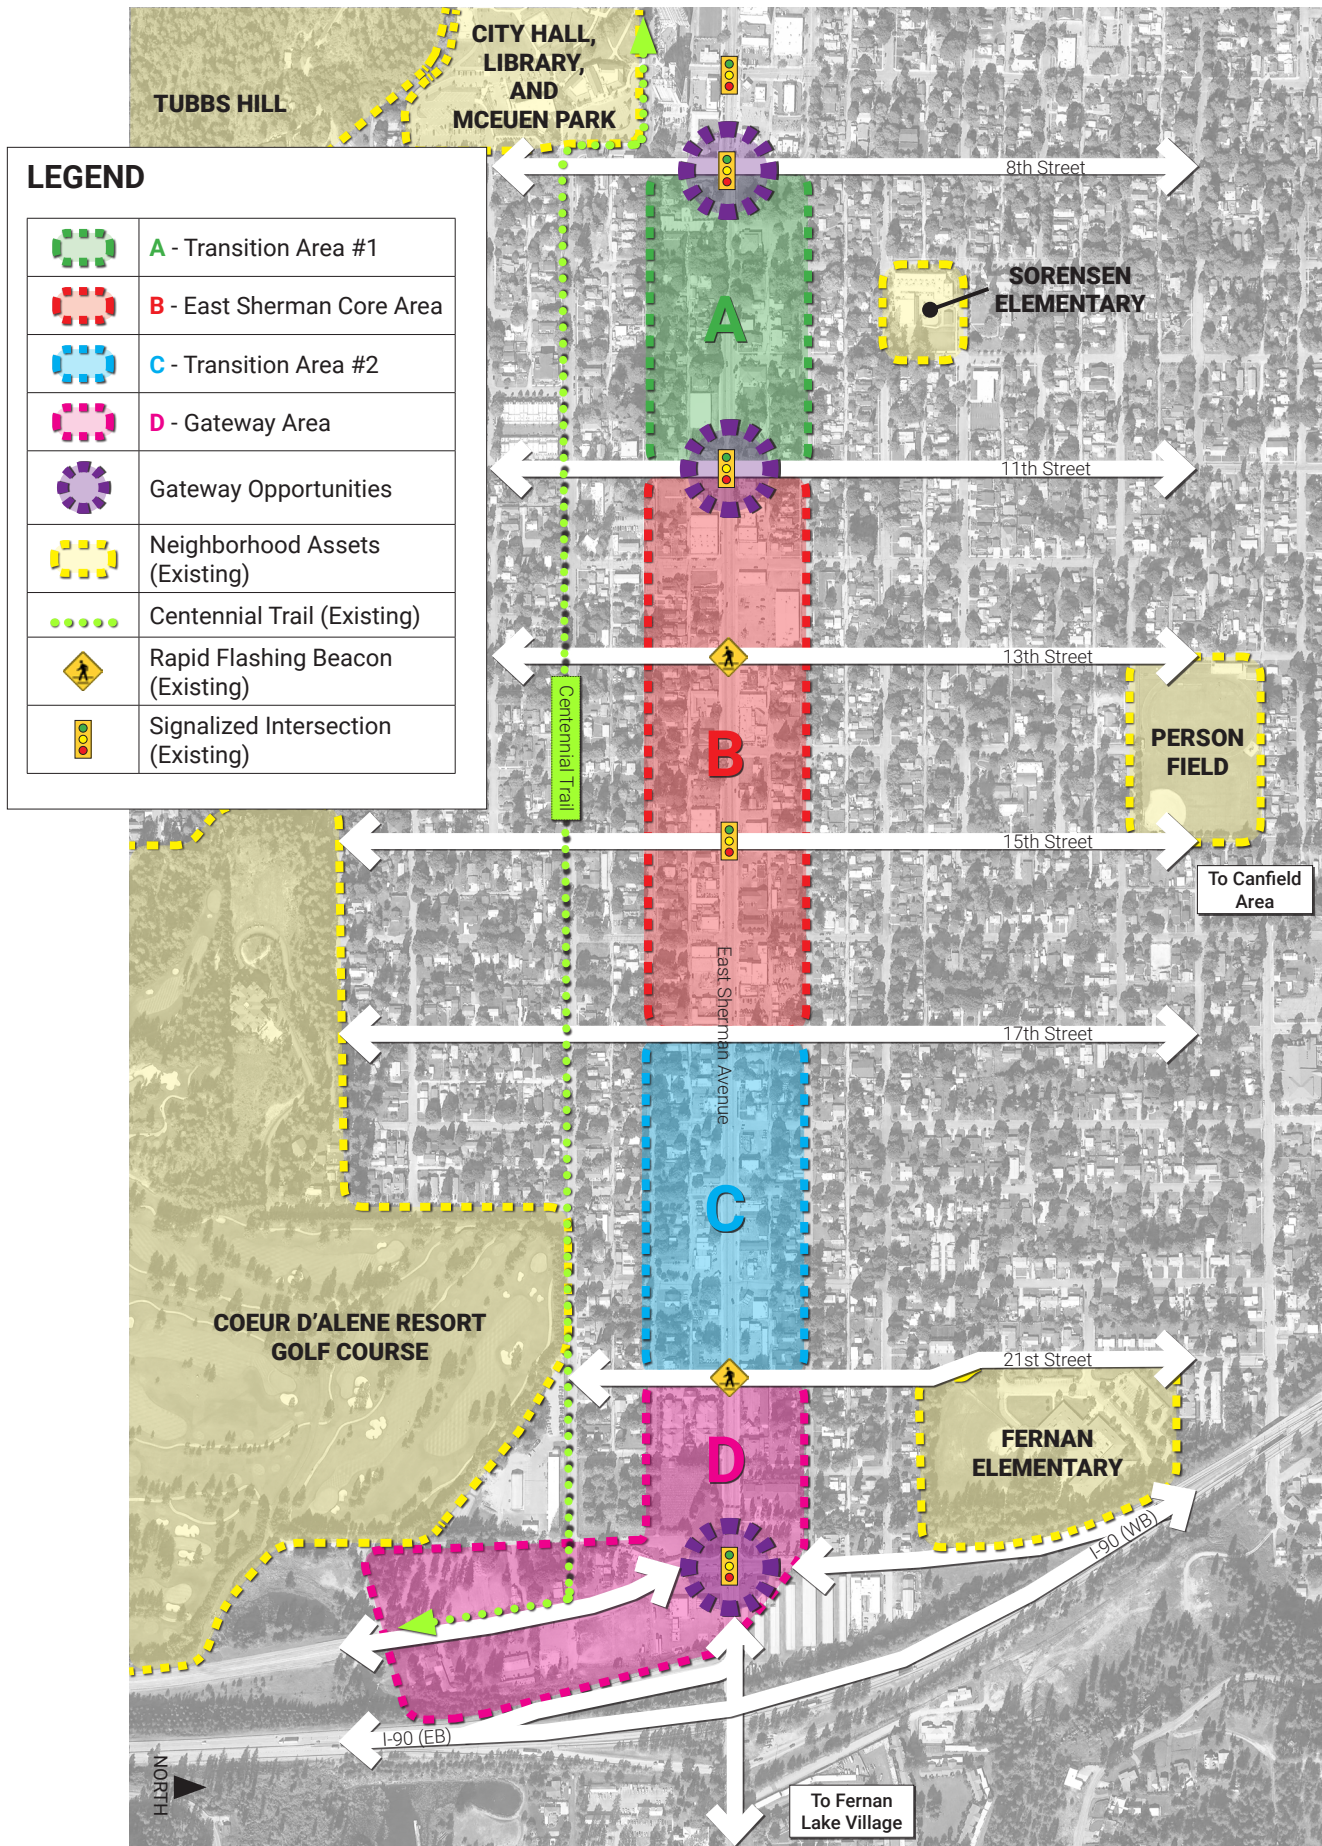 CITY HALL,
LIBRARY,
AND
MCEUEN PARK
TUBBS HILL
8th Street
LEGEND
A - Transition Area #1
B - East Sherman Core Area
C - Transition Area #2
D - Gateway Area
Gateway Opportunities
Neighborhood Assets
(Existing)
Centennial Trail (Existing)
Rapid Flashing Beacon
(Existing)
Signalized Intersection
(Existing)
SORENSEN
ELEMENTARY
A
11th Street
13th Street
Centennial Trail
B
PERSON
FIELD
15th Street
To Canfield
Area
East Sherman Avenue
17th Street
C
COEUR D'ALENE RESORT
GOLF COURSE
21st Street
D
FERNAN
ELEMENTARY
I-90 (WB)
I-90 (EB)
NORTH
To Fernan
Lake Village